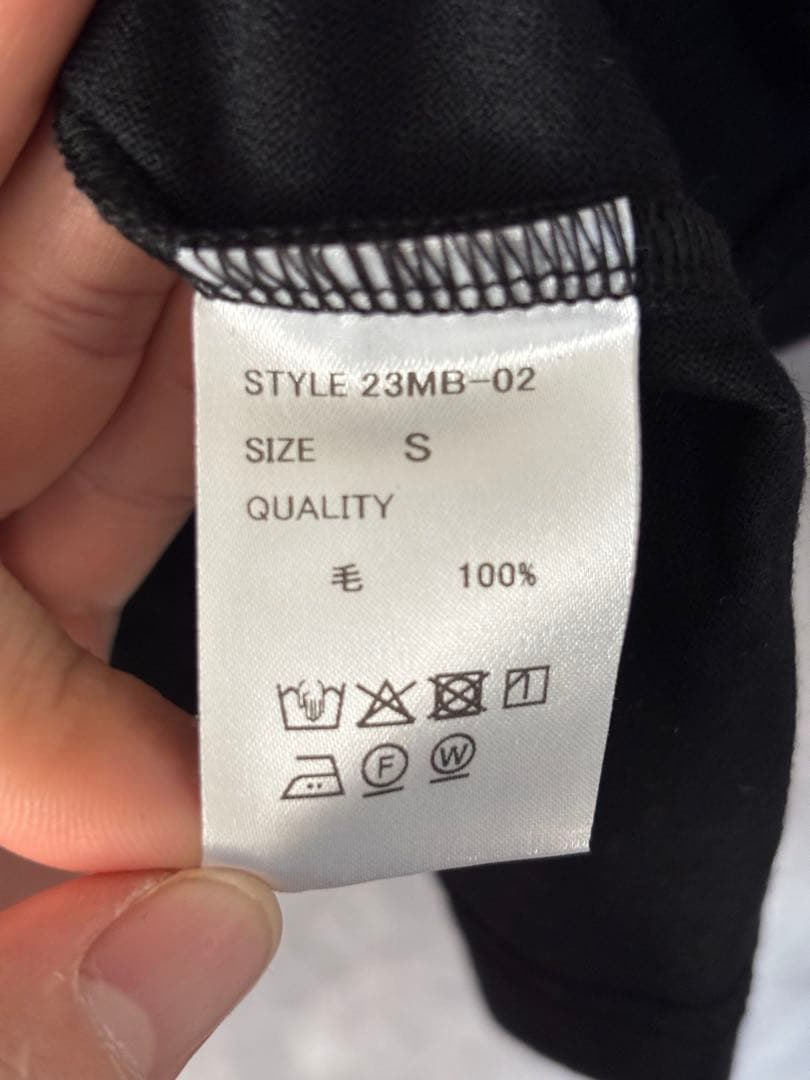 STYLE 23MB-02
SIZE S
QUALITY
毛 100%
F W